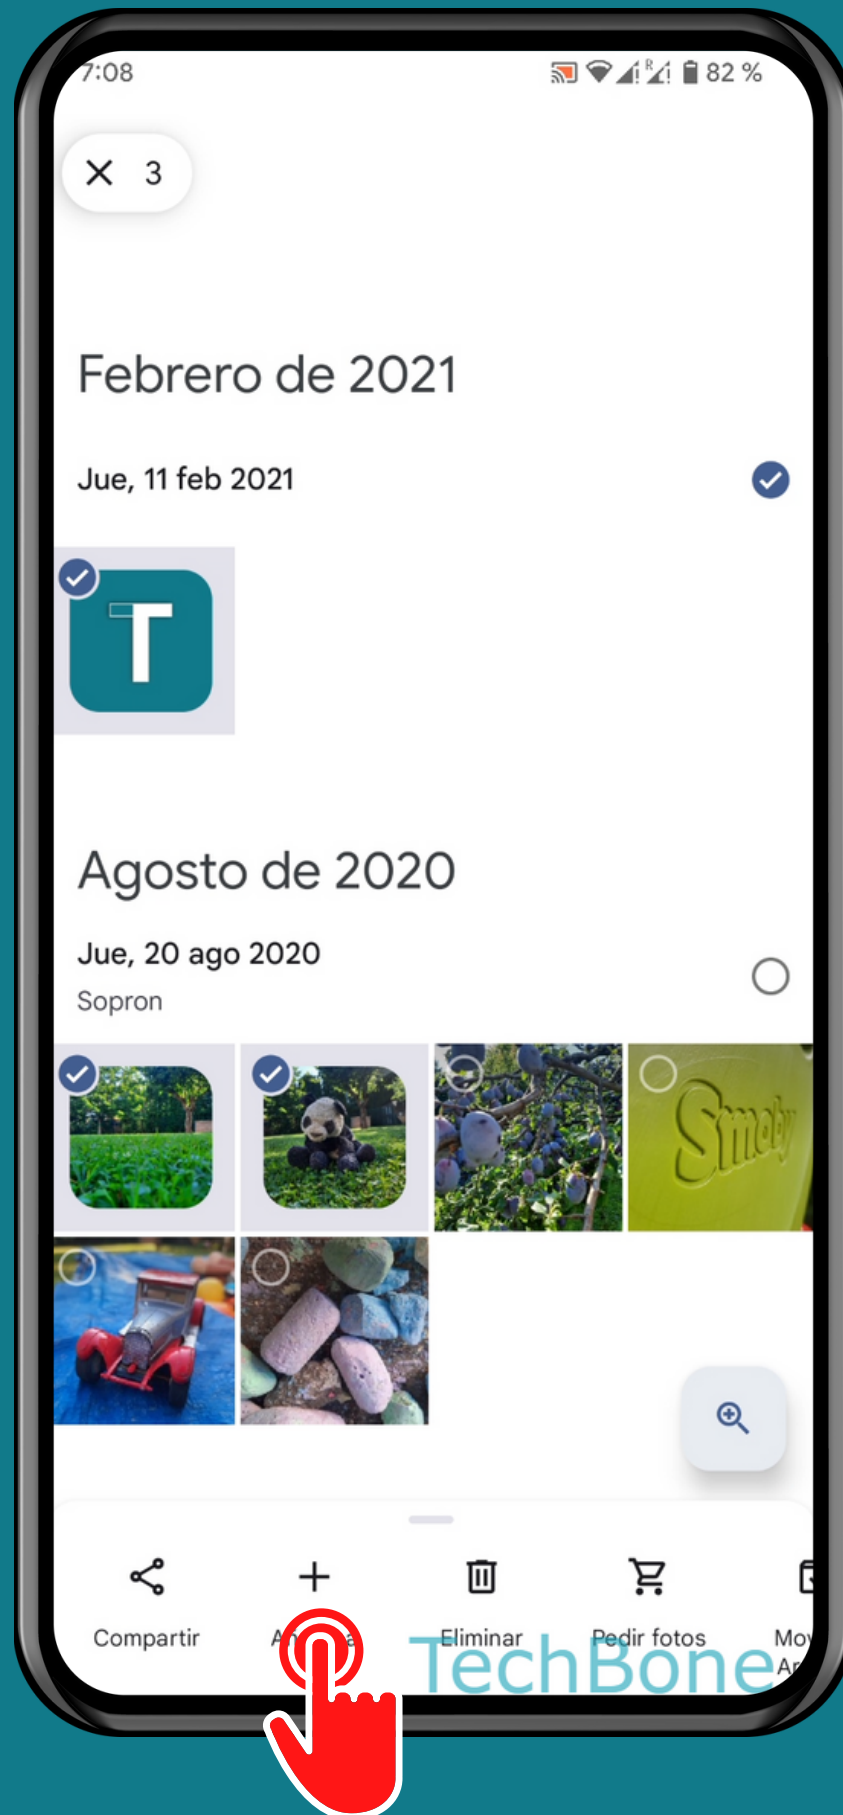 7:08 R 82 %
3
Febrero de 2021
Jue, 11 feb 2021
T
Agosto de 2020
Jue, 20 ago 2020
Sopron
Smoby
Compartir Eliminar Pedir fotos
TechBone